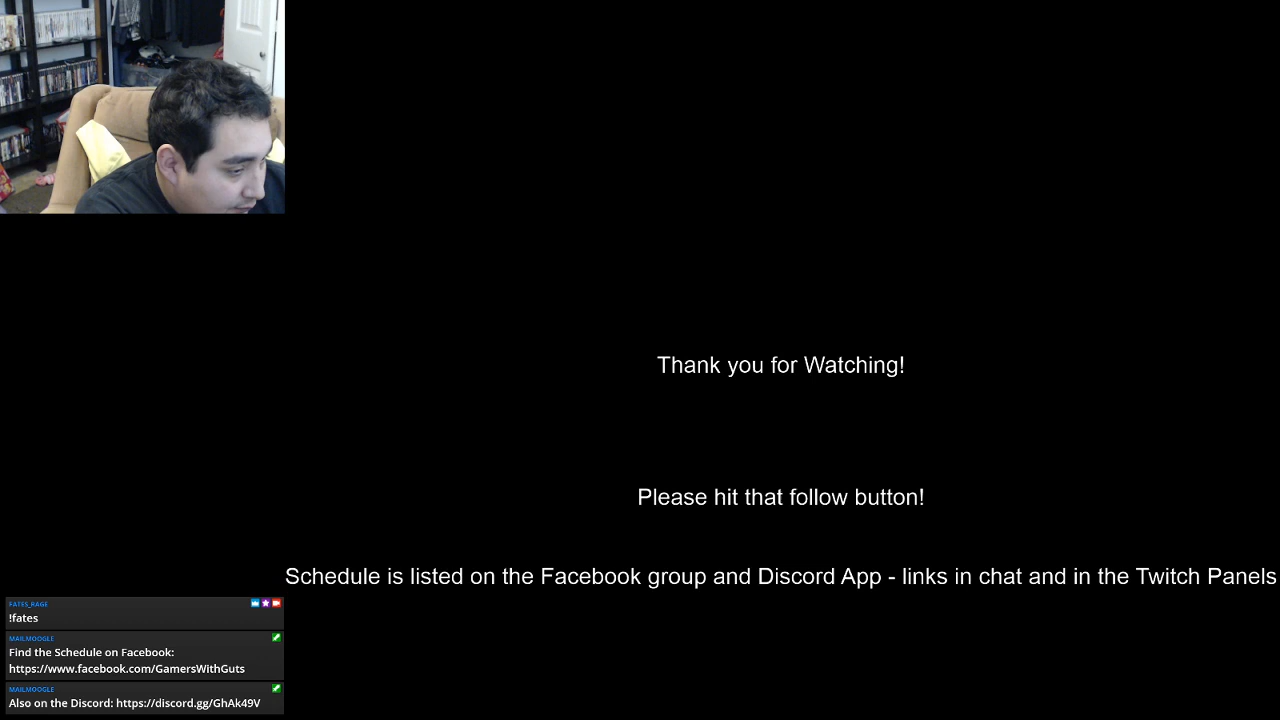 Thank you for Watching!
Please hit that follow button!
Schedule is listed on the Facebook group and Discord App - links in chat and in the Twitch Panels
FATES_RAGE
!fates
MAILMOOGLE
Find the Schedule on Facebook:
https://www.facebook.com/GamersWithGuts
MAILMOOGLE
Also on the Discord: https://discord.gg/GhAk49V